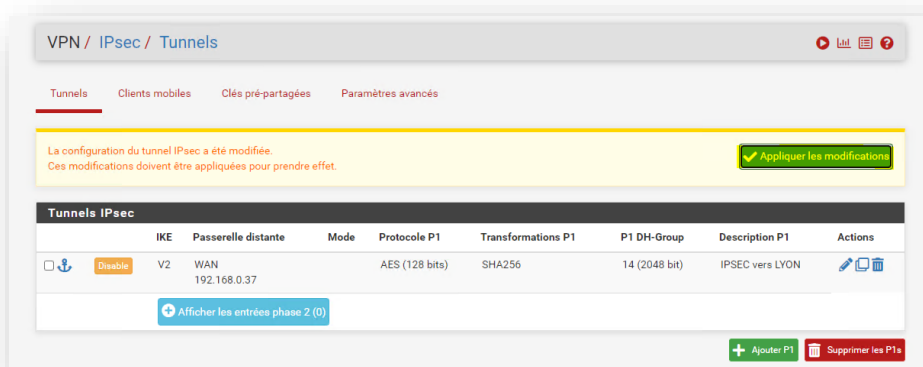 VPN / IPsec / Tunnels
Tunnels Clients mobiles Clés pré-partagées Paramètres avancés
La configuration du tunnel IPsec a été modifiée.
Ces modifications doivent être appliquées pour prendre effet.
Appliquer les modifications
Tunnels IPsec
IKE Passerelle distante Mode Protocole P1 Transformations P1 P1 DH-Group Description P1 Actions
Disable V2 WAN AES (128 bits) SHA256 14 (2048 bit) IPSEC vers LYON
192.168.0.37
Afficher les entrées phase 2 (0)
Ajouter P1 Supprimer les P1s